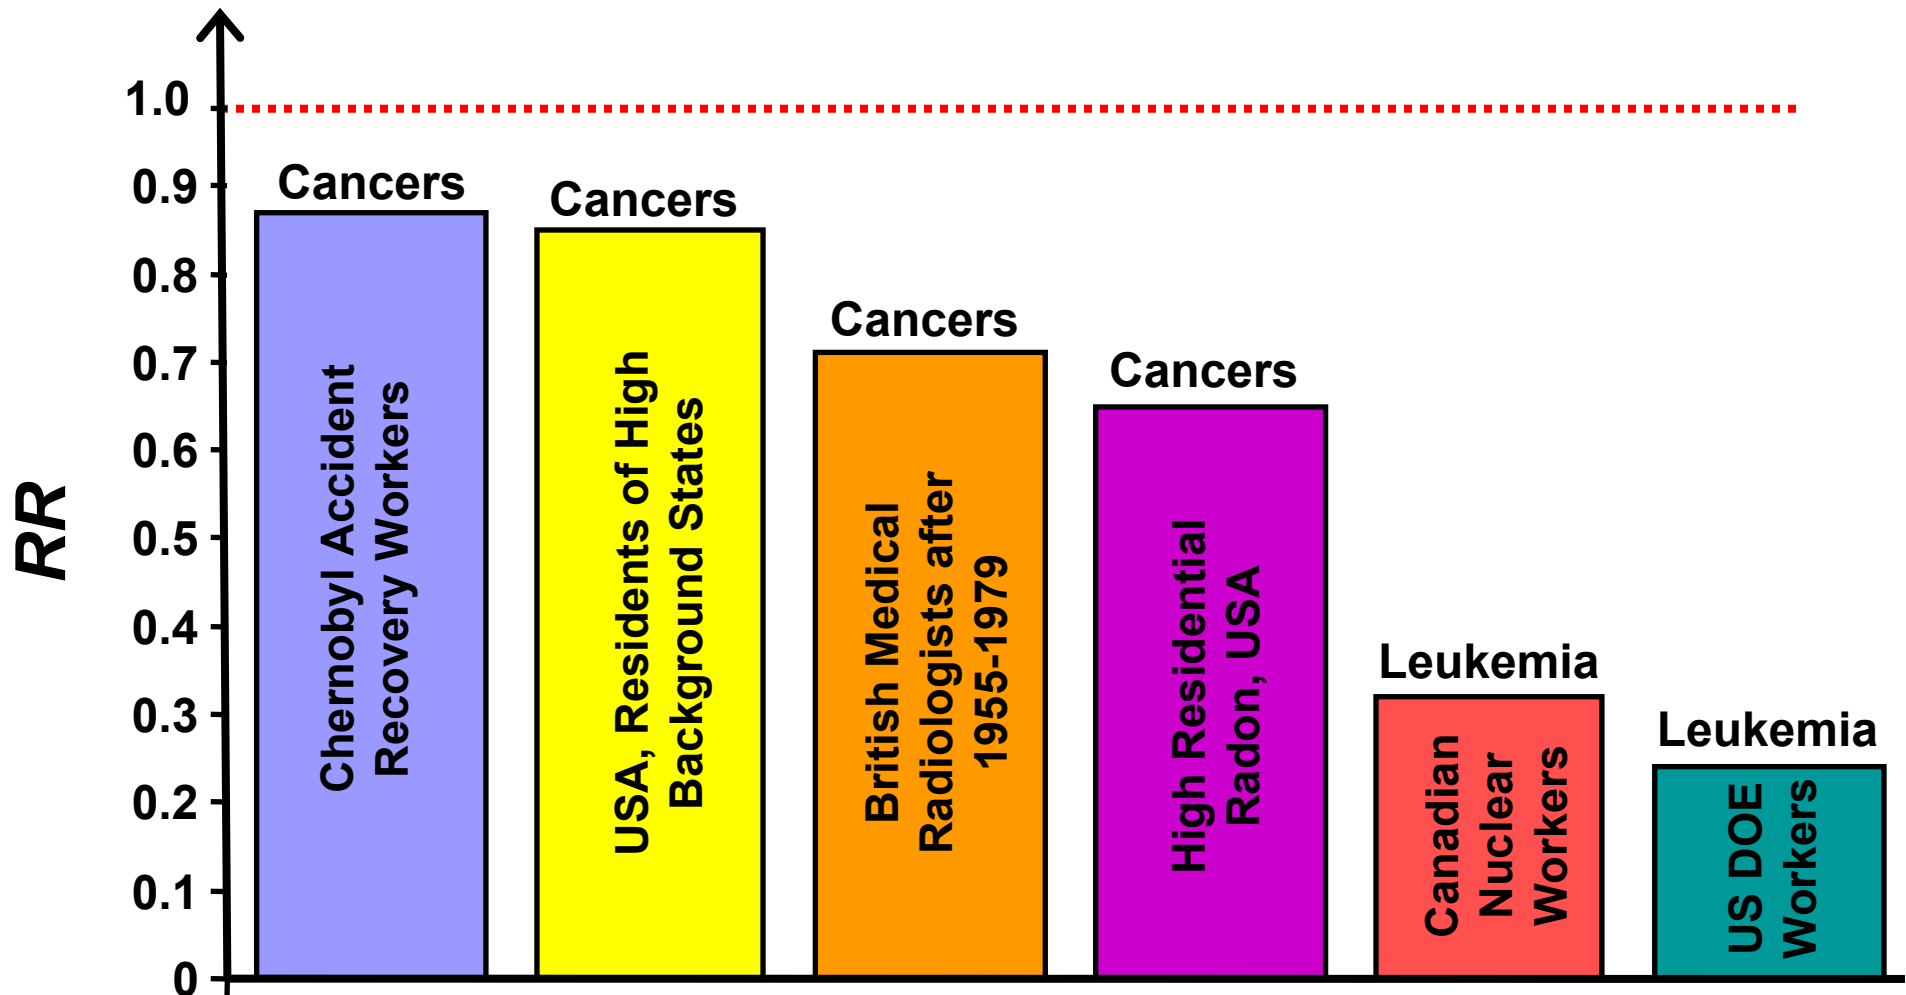 1.0
0.9
0.8
0.7
0.6
0.5
0.4
0.3
0.2
0.1
0
RR
Cancers
Chernobyl Accident
Recovery Workers
Cancers
USA, Residents of High
Background States
Cancers
British Medical
Radiologists after
1955-1979
Cancers
High Residential
Radon, USA
Leukemia
Canadian
Nuclear
Workers
Leukemia
US DOE
Workers